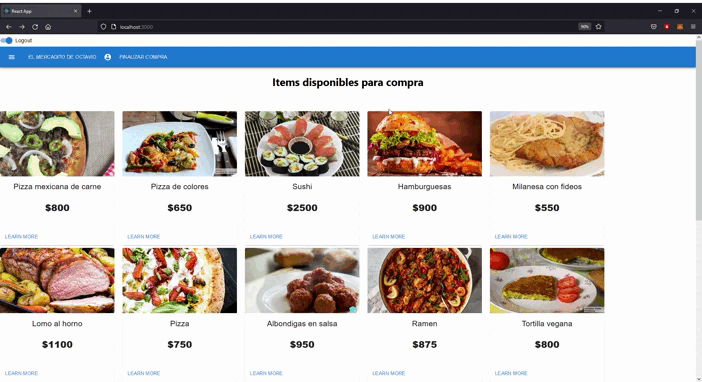 React App
localhost:3000
80%
Logout
EL MERCADITO DE OCTAVIO FINALIZAR COMPRA
Items disponibles para compra
Pizza mexicana de carne Pizza de colores Sushi Hamburguesas Milanesa con fideos
$800 $650 $2500 $900 $550
LEARN MORE LEARN MORE LEARN MORE LEARN MORE LEARN MORE
Lomo al horno Pizza Albondigas en salsa Ramen Tortilla vegana
$1100 $750 $950 $875 $800
LEARN MORE LEARN MORE LEARN MORE LEARN MORE LEARN MORE